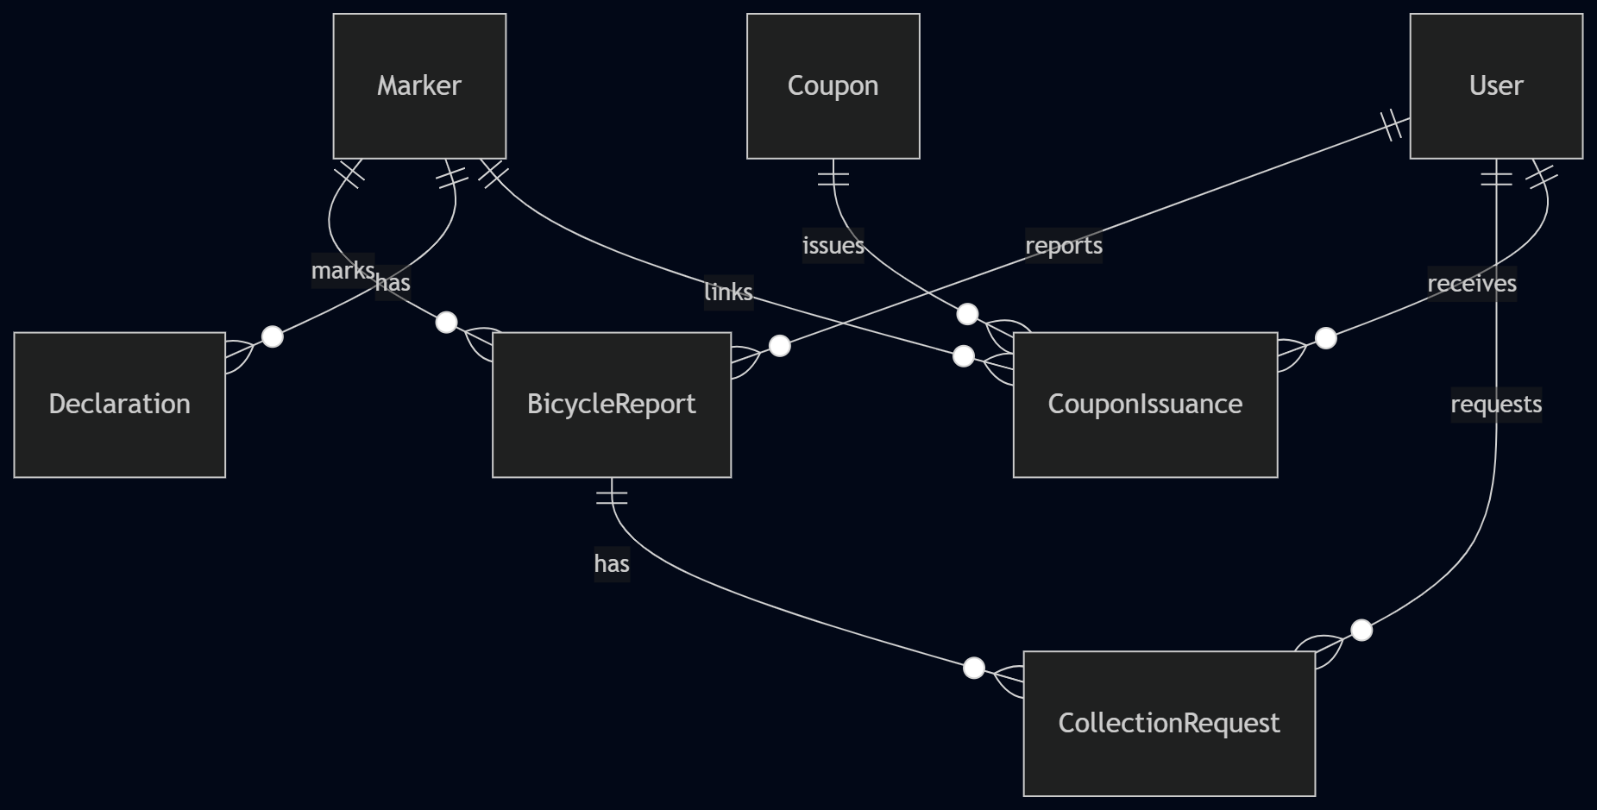 Marker
Coupon
User
issues
reports
marks
has
links
receives
Declaration
BicycleReport
CouponIssuance
requests
has
CollectionRequest